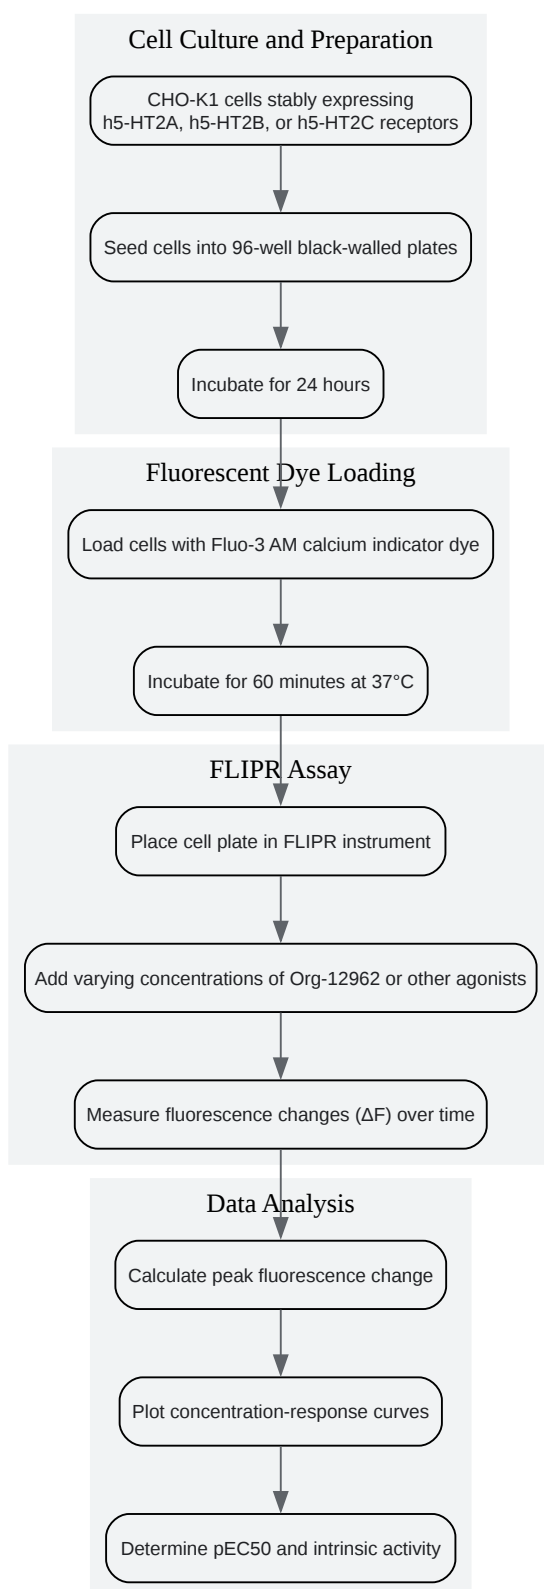 Cell Culture and Preparation
CHO-K1 cells stably expressing
h5-HT2A, h5-HT2B, or h5-HT2C receptors
Seed cells into 96-well black-walled plates
Incubate for 24 hours
Fluorescent Dye Loading
Load cells with Fluo-3 AM calcium indicator dye
Incubate for 60 minutes at 37°C
FLIPR Assay
Place cell plate in FLIPR instrument
Add varying concentrations of Org-12962 or other agonists
Measure fluorescence changes (ΔF) over time
Data Analysis
Calculate peak fluorescence change
Plot concentration-response curves
Determine pEC50 and intrinsic activity